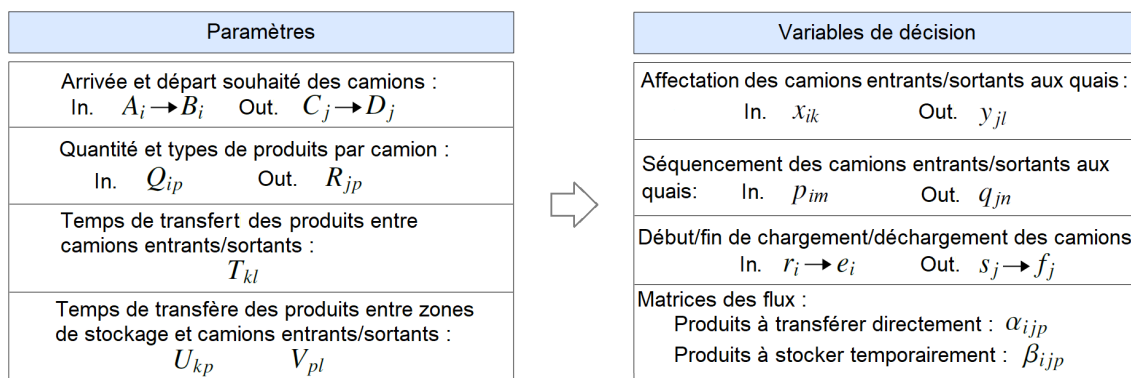 Paramètres
Arrivée et départ souhaité des camions :
In. A_i → B_i Out. C_j → D_j
Quantité et types de produits par camion :
In. Q_ip Out. R_jp
Temps de transfert des produits entre
camions entrants/sortants :
T_kl
Temps de transfère des produits entre zones
de stockage et camions entrants/sortants :
U_kp V_pl
Variables de décision
Affectation des camions entrants/sortants aux quais :
In. x_ik Out. y_jl
Séquencement des camions entrants/sortants aux
quais: In. p_im Out. q_jn
Début/fin de chargement/déchargement des camions
In. r_i → e_i Out. s_j → f_j
Matrices des flux :
Produits à transférer directement : α_ijp
Produits à stocker temporairement : β_ijp